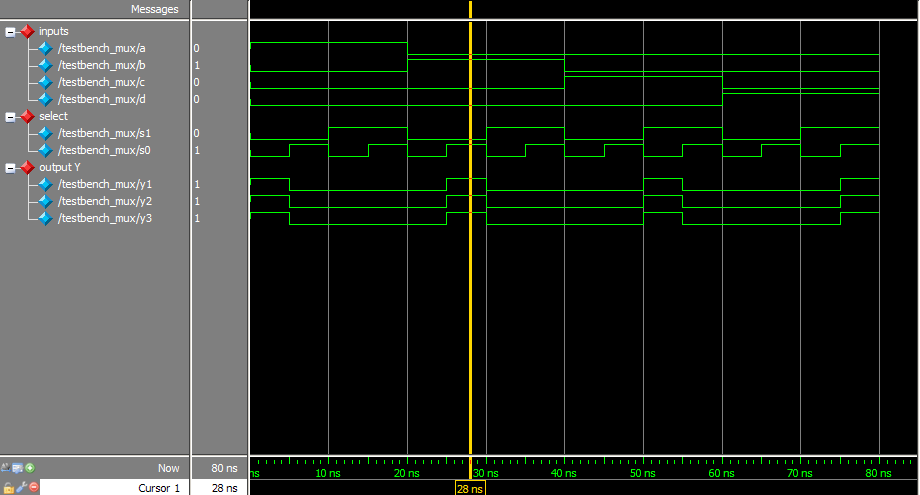 Messages
inputs
/testbench_mux/a 0
/testbench_mux/b 1
/testbench_mux/c 0
/testbench_mux/d 0
select
/testbench_mux/s1 0
/testbench_mux/s0 1
output Y
/testbench_mux/y1 1
/testbench_mux/y2 1
/testbench_mux/y3 1
Now 80 ns ns 10 ns 20 ns 30 ns 40 ns 50 ns 60 ns 70 ns 80 ns
Cursor 1 28 ns 28 ns